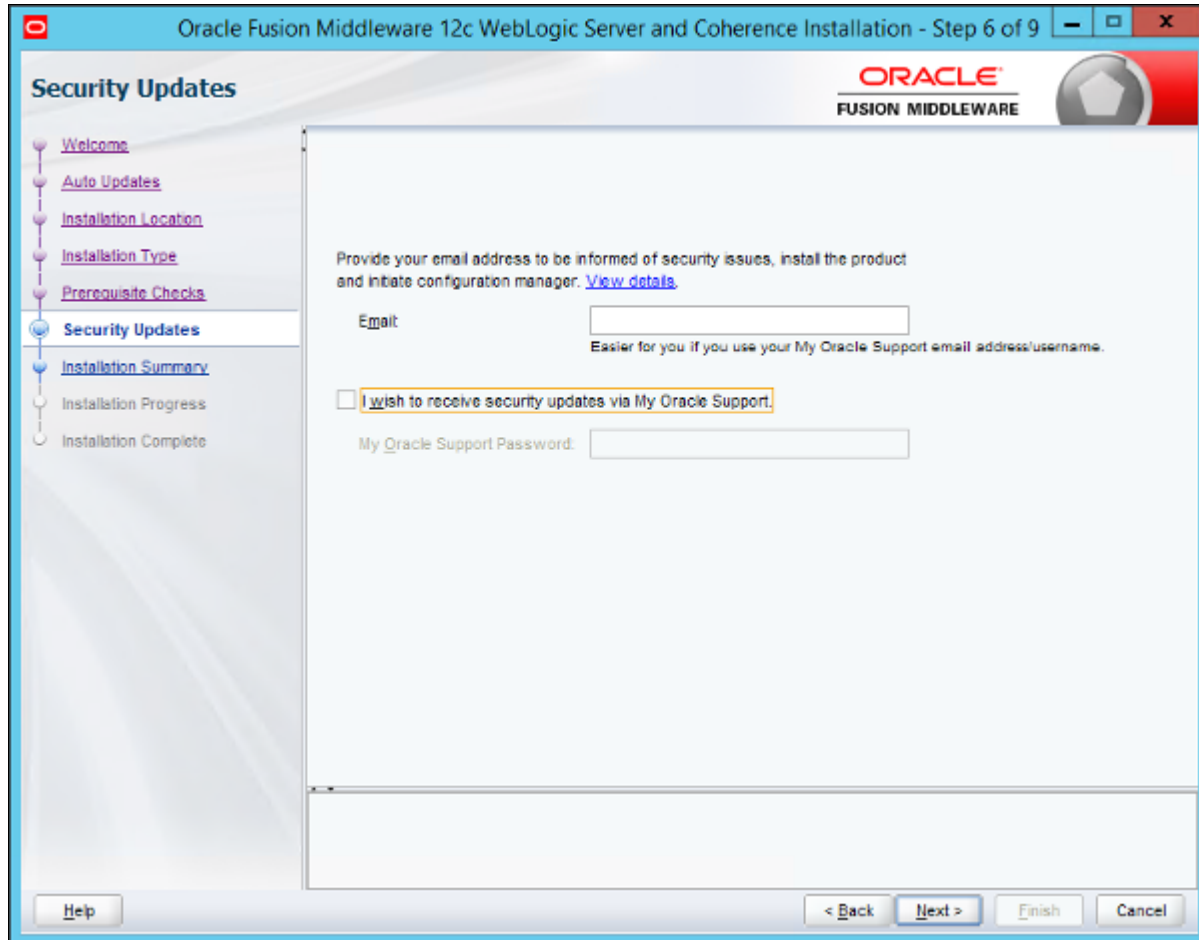 Oracle Fusion Middleware 12c WebLogic Server and Coherence Installation - Step 6 of 9
Security Updates
ORACLE
FUSION MIDDLEWARE
Welcome
Auto Updates
Installation Location
Installation Type
Prerequisite Checks
Security Updates
Installation Summary
Installation Progress
Installation Complete
Provide your email address to be informed of security issues, install the product
and initiate configuration manager. View details.
Email:
Easier for you if you use your My Oracle Support email address/username.
I wish to receive security updates via My Oracle Support.
My Oracle Support Password:
Help
< Back
Next >
Finish
Cancel